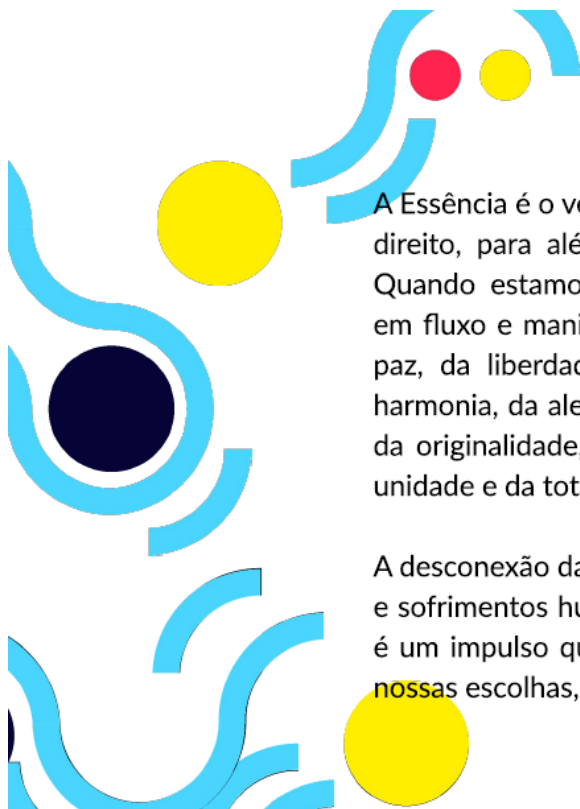 A Essência é o ve
direito, para alé
Quando estamo
em fluxo e mani
paz, da liberdad
harmonia, da ale
da originalidade,
unidade e da tot
A desconexão da
e sofrimentos hu
é um impulso qu
nossas escolhas,